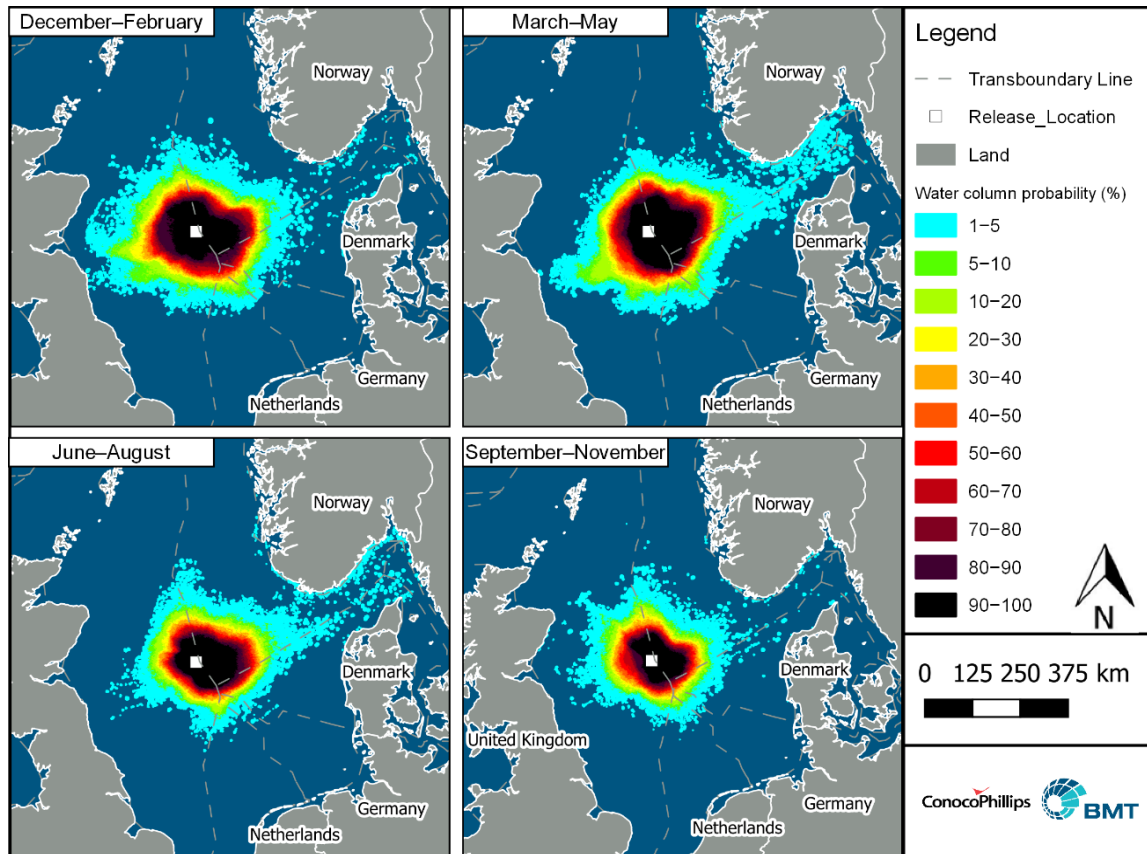 December–February
Norway
Denmark
Germany
Netherlands
March–May
Norway
Denmark
Germany
Netherlands
June–August
Norway
Denmark
Germany
Netherlands
September–November
Norway
Denmark
United Kingdom
Germany
Netherlands
Legend
Transboundary Line
Release_Location
Land
Water column probability (%)
1–5
5–10
10–20
20–30
30–40
40–50
50–60
60–70
70–80
80–90
90–100
N
0 125 250 375 km
ConocoPhillips
BMT